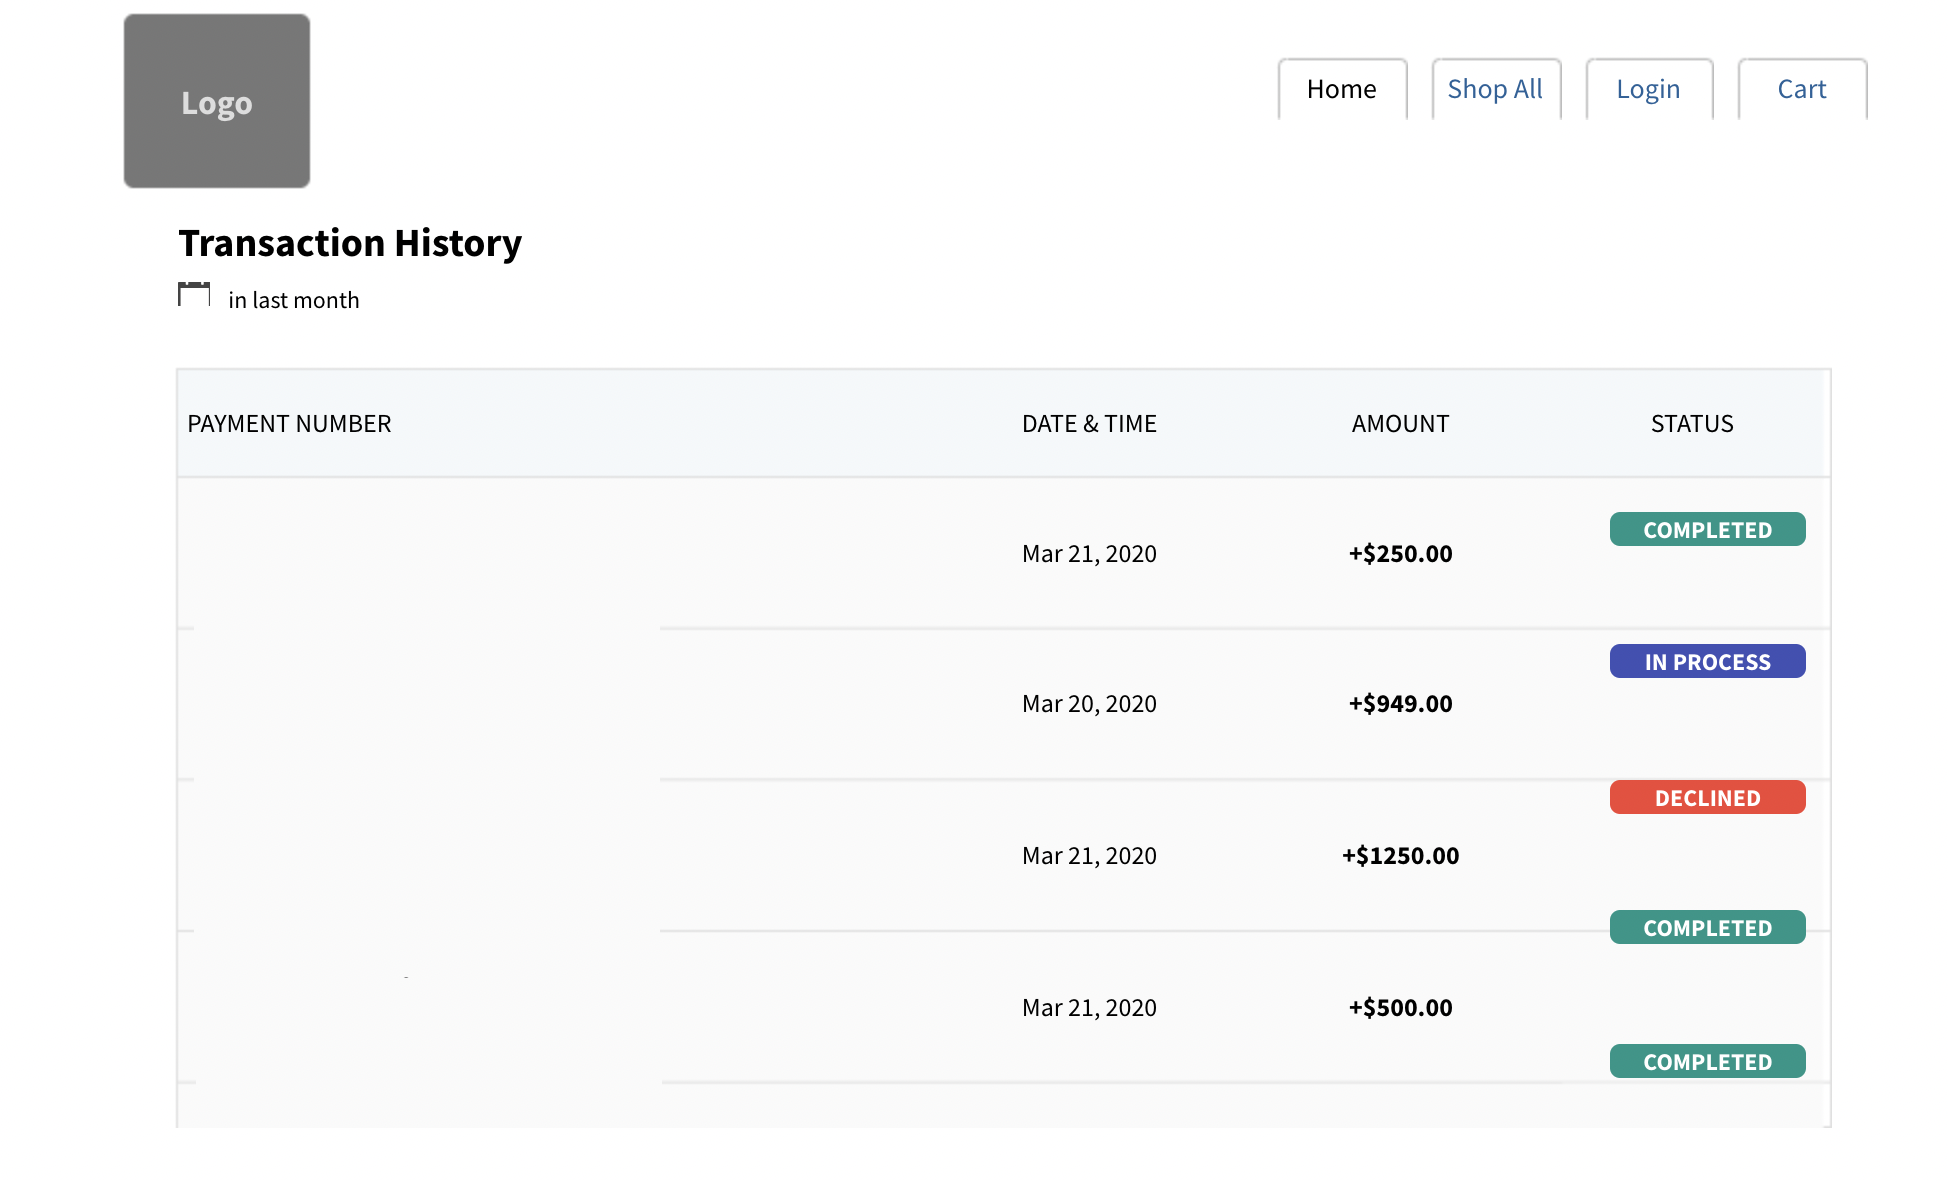 Logo
Home Shop All Login Cart
Transaction History
in last month
PAYMENT NUMBER DATE & TIME AMOUNT STATUS
COMPLETED
Mar 21, 2020 +$250.00
IN PROCESS
Mar 20, 2020 +$949.00
DECLINED
Mar 21, 2020 +$1250.00
COMPLETED
Mar 21, 2020 +$500.00
COMPLETED